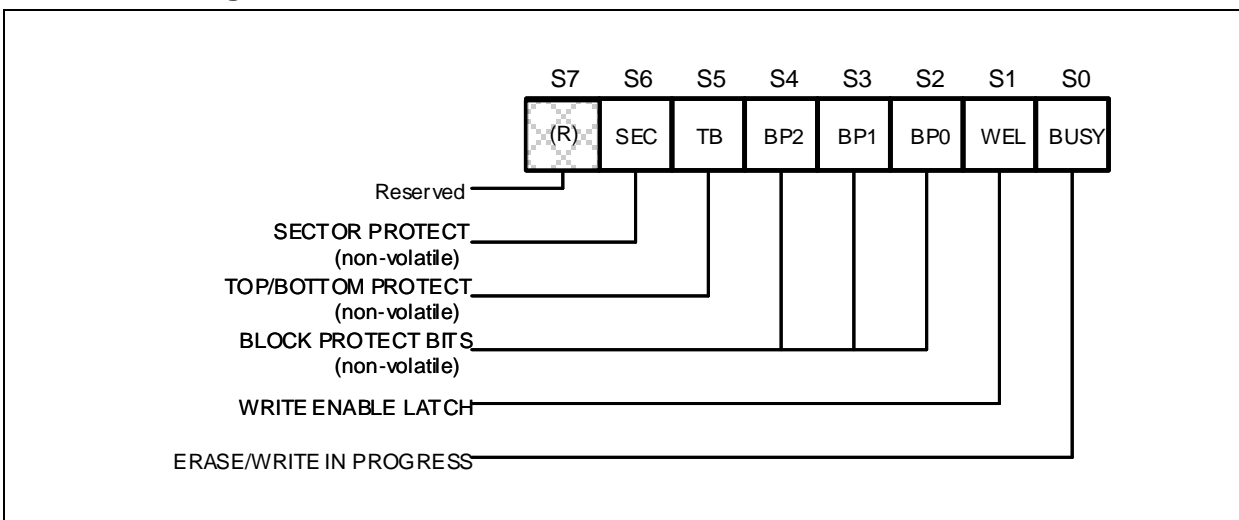 S7 S6 S5 S4 S3 S2 S1 S0
(R) SEC TB BP2 BP1 BP0 WEL BUSY
Reserved
SECTOR PROTECT
(non-volatile)
TOP/BOTTOM PROTECT
(non-volatile)
BLOCK PROTECT BITS
(non-volatile)
WRITE ENABLE LATCH
ERASE/WRITE IN PROGRESS